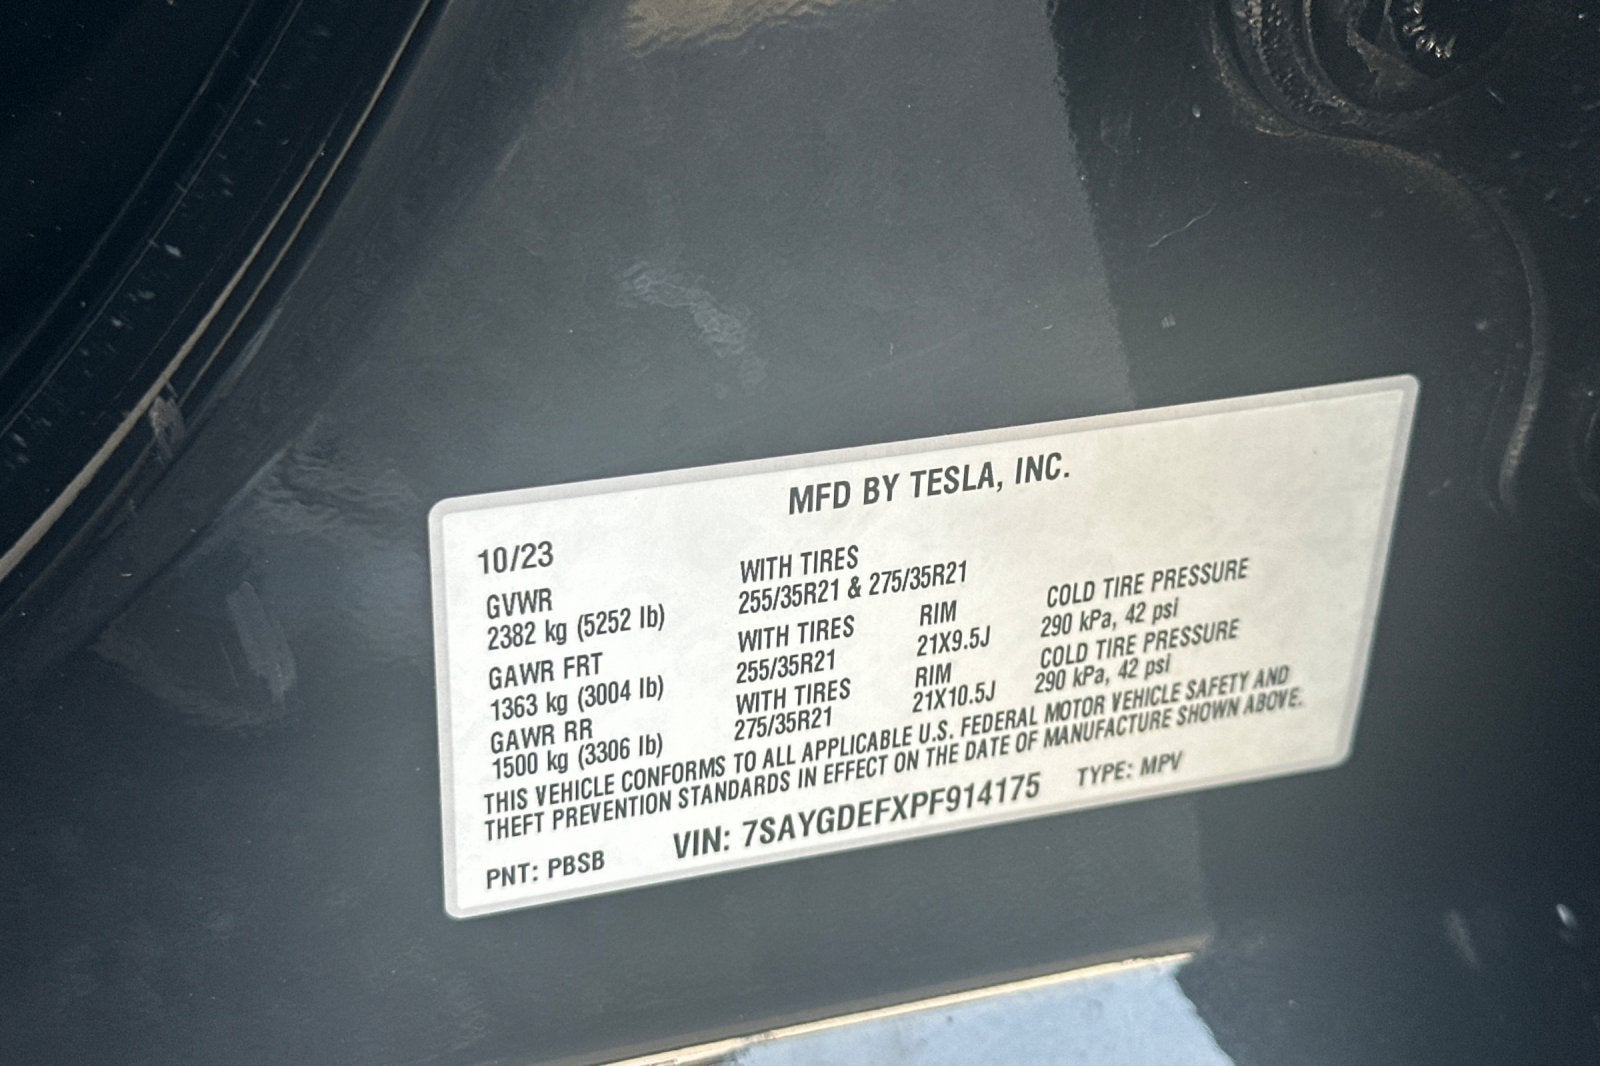 MFD BY TESLA, INC.
10/23
GVWR
2382 kg (5252 lb)
WITH TIRES
255/35R21 & 275/35R21
GAWR FRT
1363 kg (3004 lb)
WITH TIRES
255/35R21
RIM
21X9.5J
COLD TIRE PRESSURE
290 kPa, 42 psi
GAWR RR
1500 kg (3306 lb)
WITH TIRES
275/35R21
RIM
21X10.5J
COLD TIRE PRESSURE
290 kPa, 42 psi
THIS VEHICLE CONFORMS TO ALL APPLICABLE U.S. FEDERAL MOTOR VEHICLE SAFETY AND
THEFT PREVENTION STANDARDS IN EFFECT ON THE DATE OF MANUFACTURE SHOWN ABOVE.
PNT: PBSB
VIN: 7SAYGDEFXPF914175
TYPE: MPV